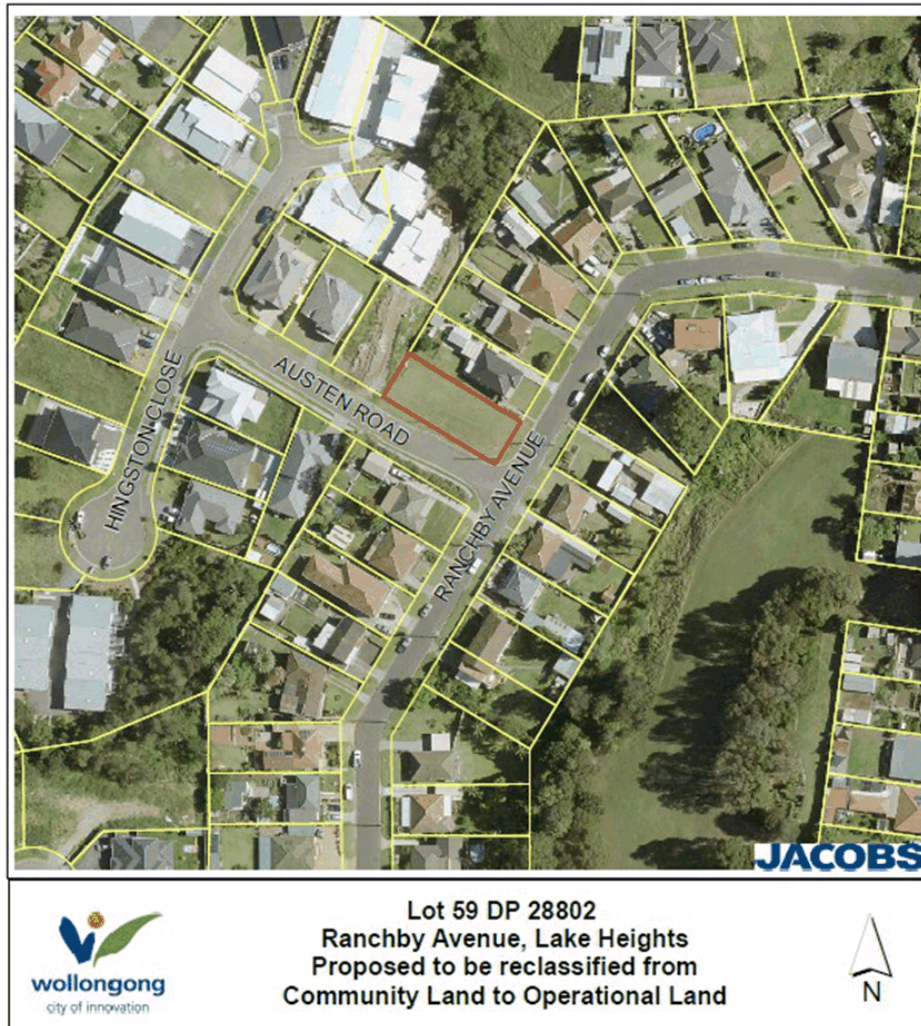 HINGSTON CLOSE
AUSTEN ROAD
RANCHBY AVENUE
JACOBS
wollongong
city of innovation
Lot 59 DP 28802
Ranchby Avenue, Lake Heights
Proposed to be reclassified from
Community Land to Operational Land
N